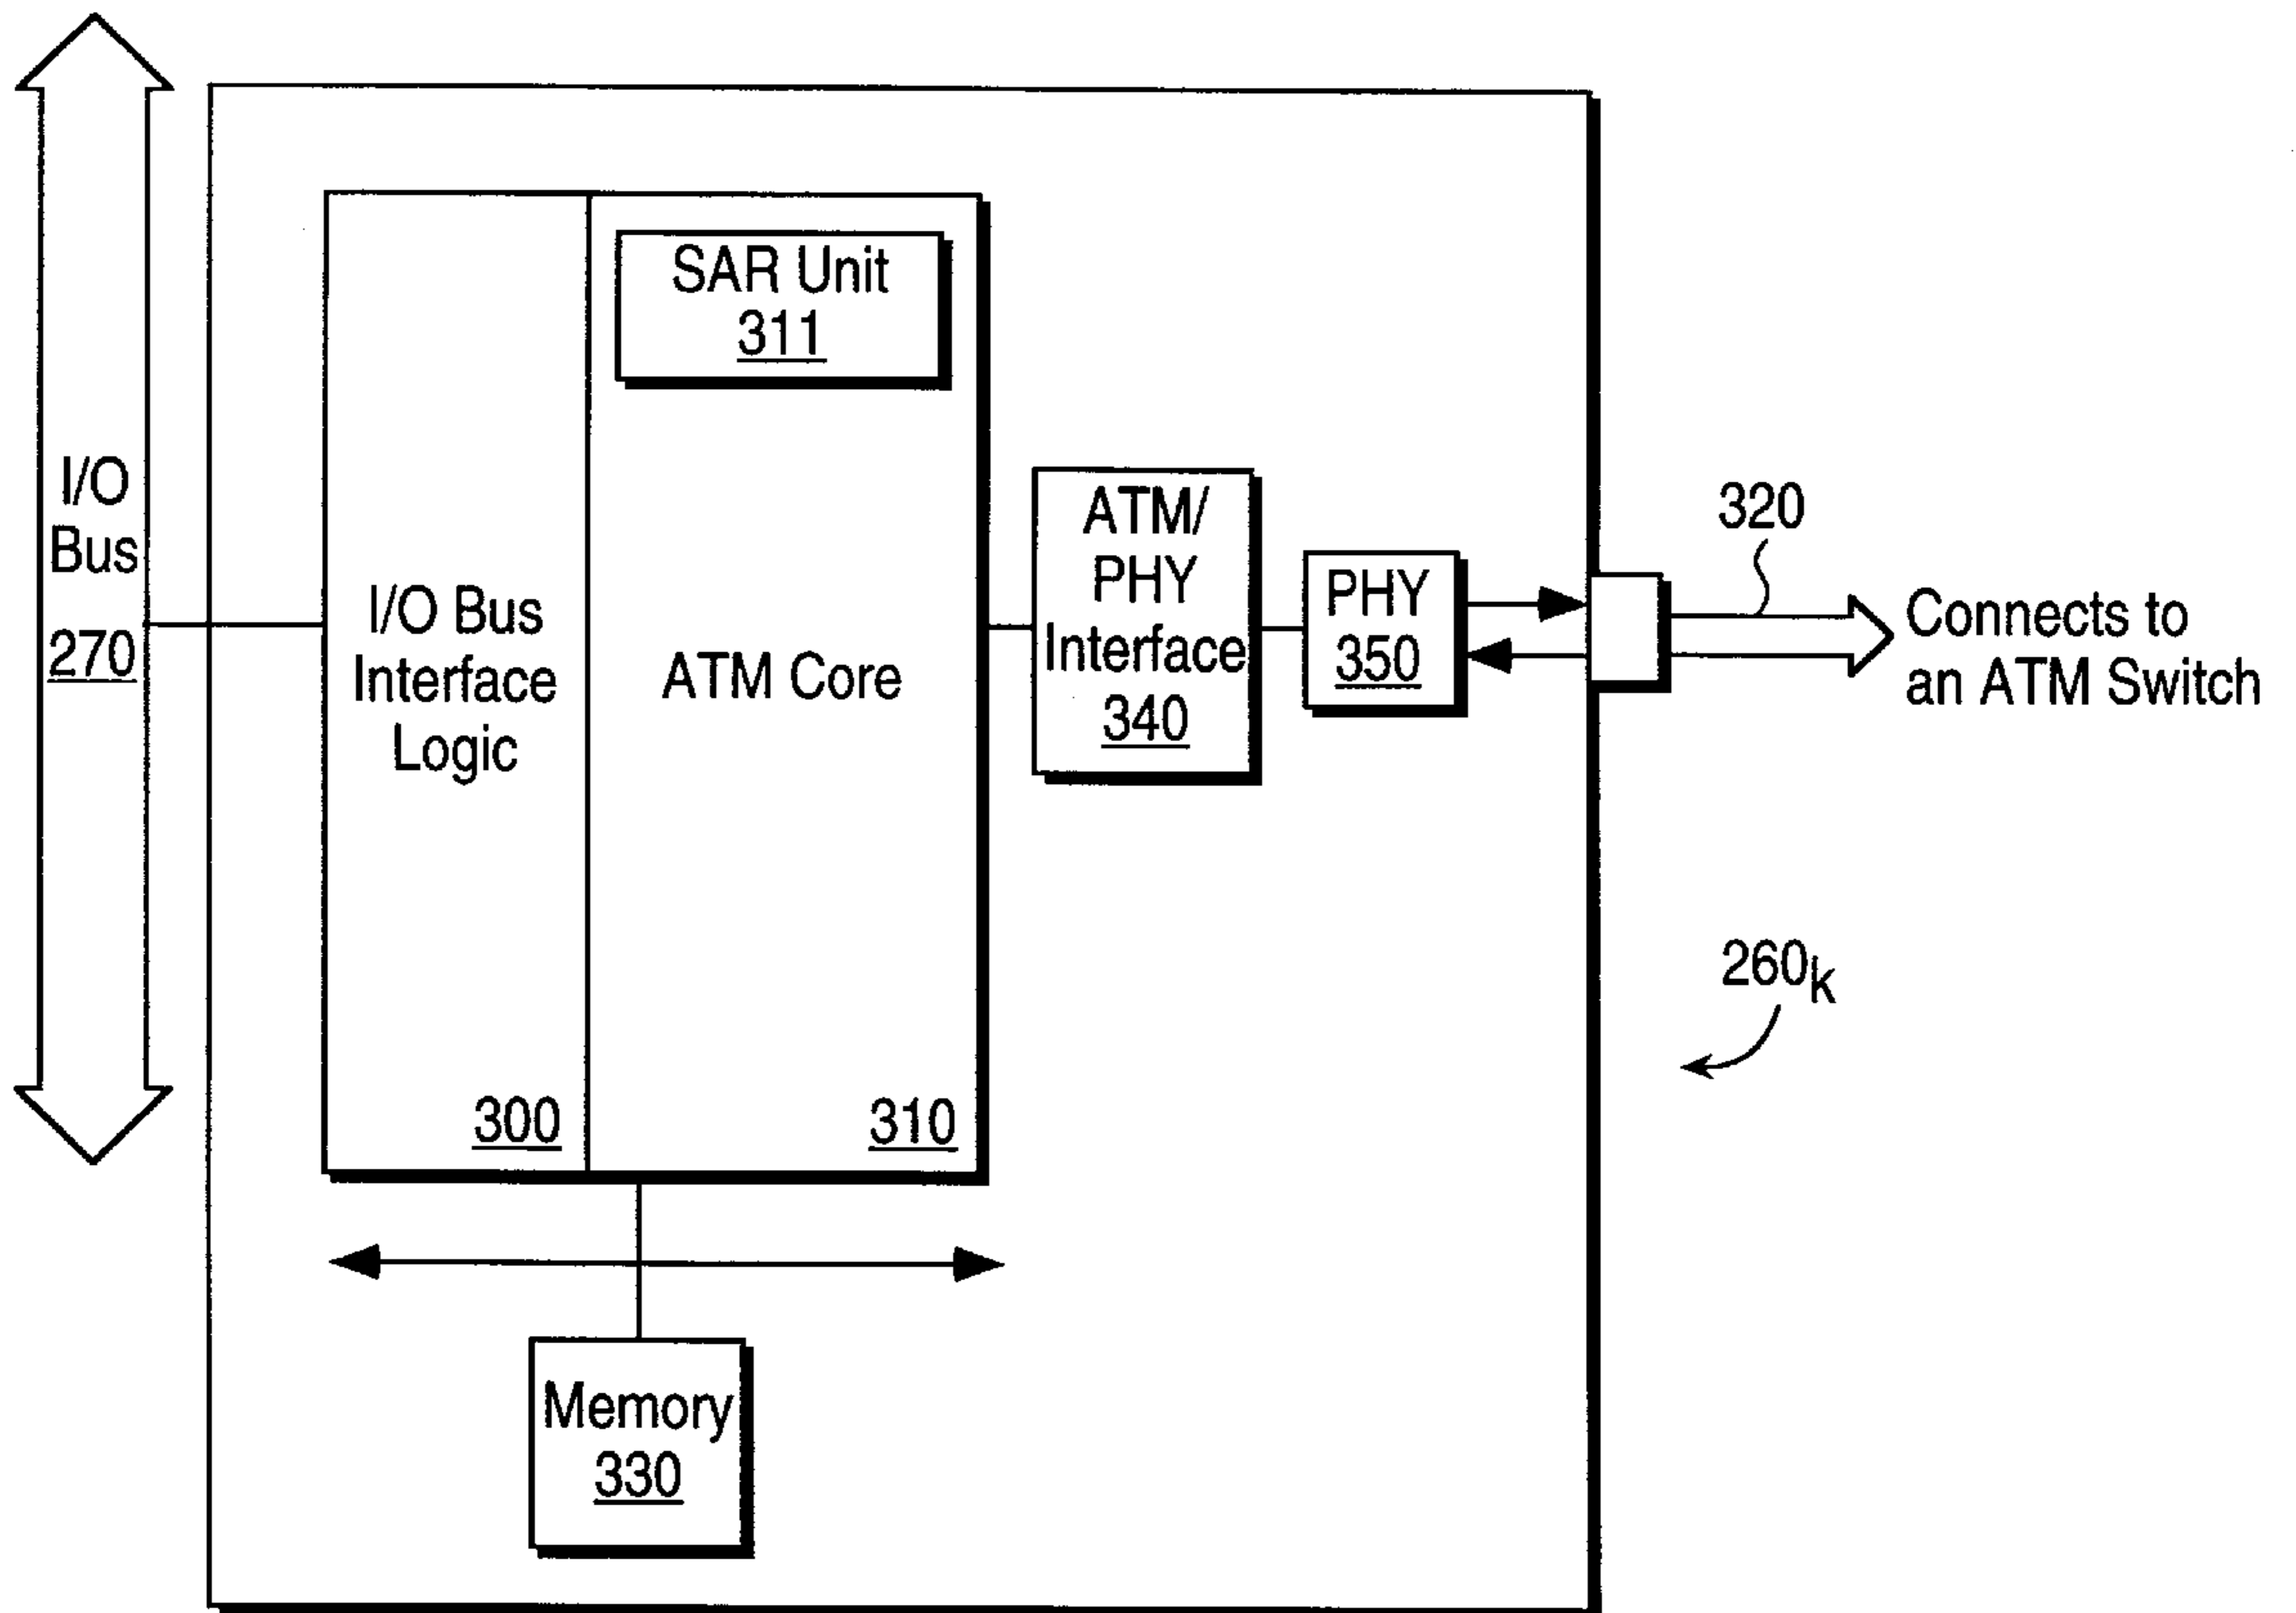 I/O
Bus
270
I/O Bus
Interface
Logic
300
SAR Unit
311
ATM Core
310
ATM/
PHY
Interface
340
PHY
350
320
Connects to
an ATM Switch
260k
Memory
330